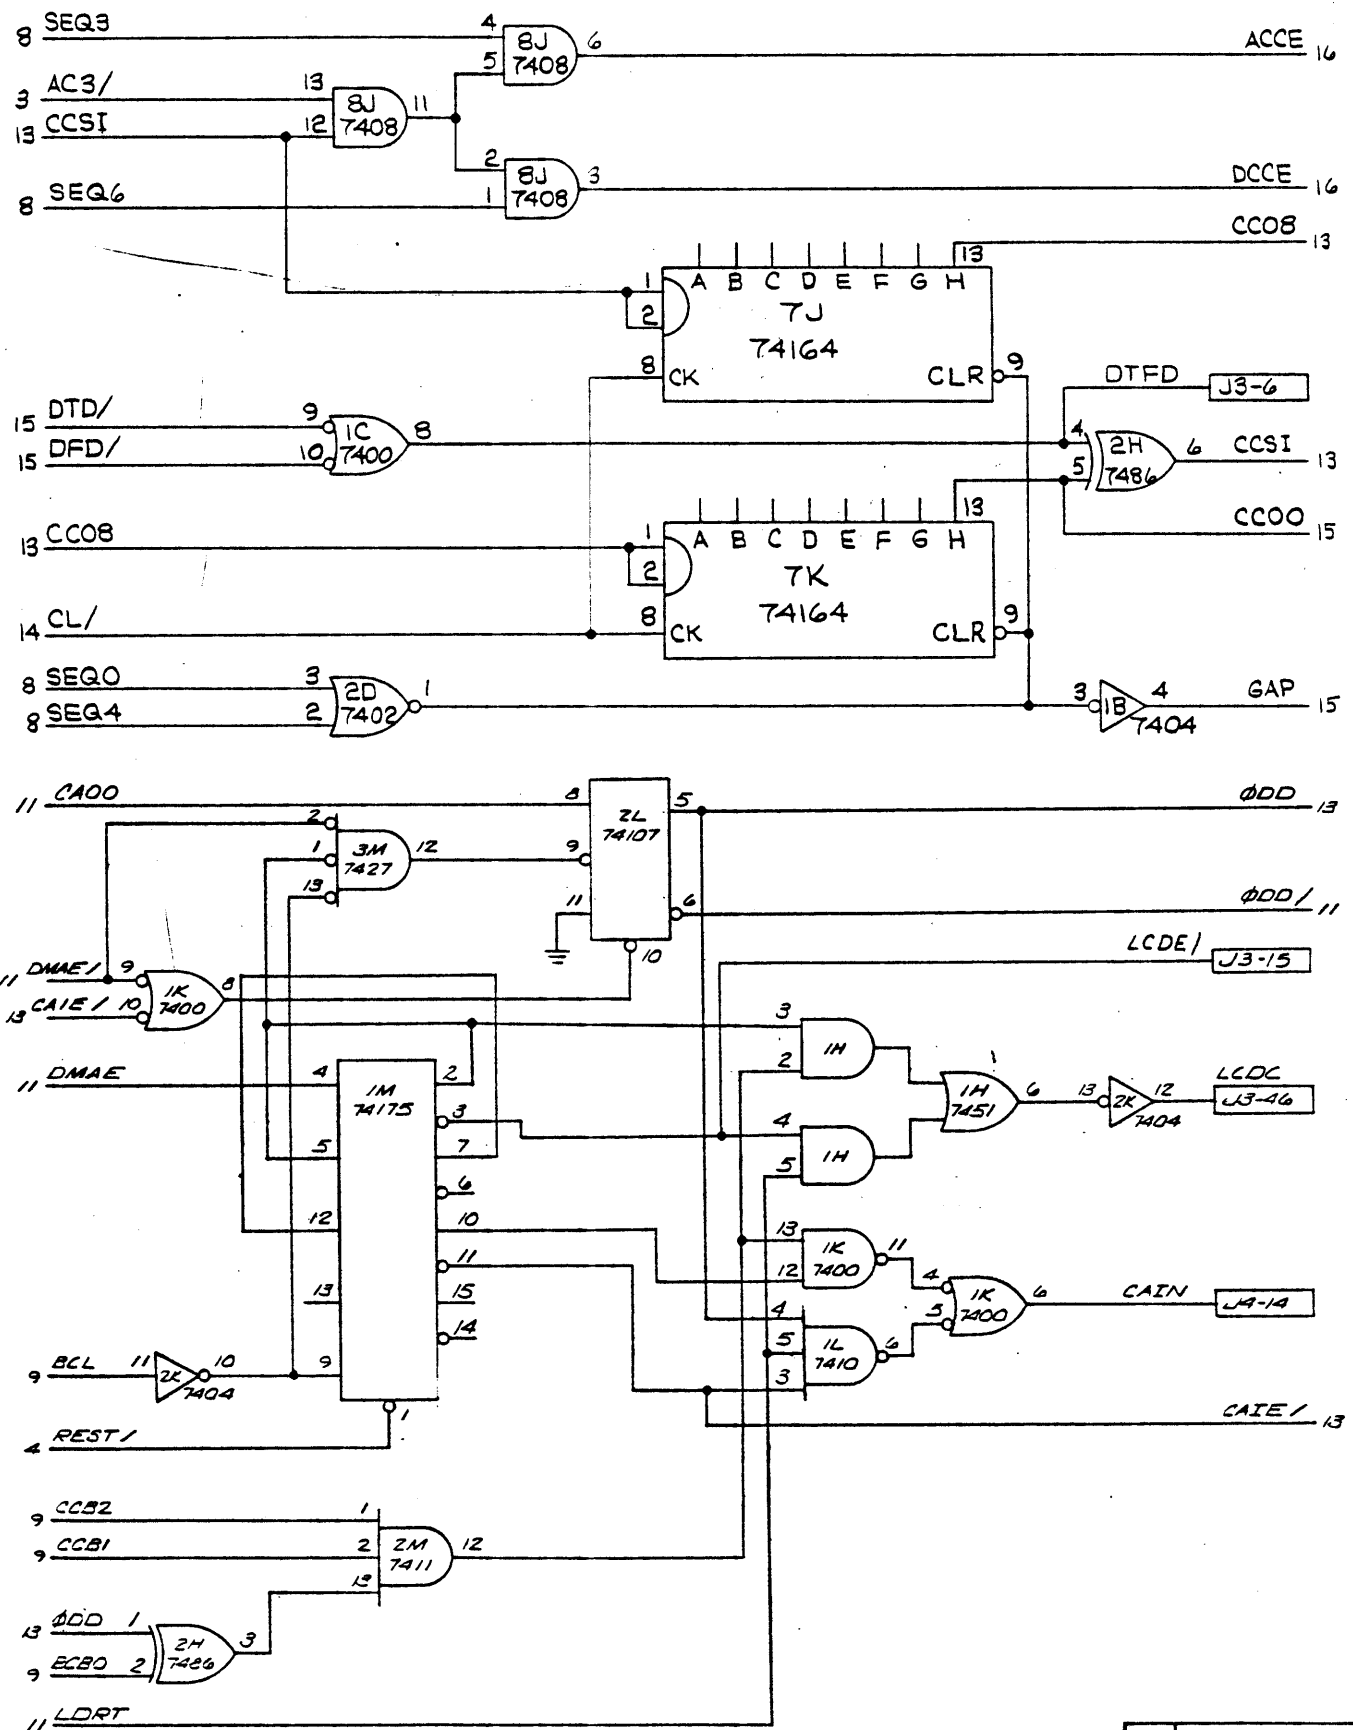 8 SEQ3 4 8J 7408 6 ACCE 16
5
3 AC3/ 13 8J 7408 11
13 CCSI 12
2 8J 7408 3 DCCE 16
8 SEQ6 1
CC08 13
13
1 A B C D E F G H
2 7J
74164
8 CK CLR 9
DTFD J3-6
15 DTD/ 9 1C 7400 8
15 DFD/ 10
4 2H 7486 6 CCSI 13
5
13
CC00 15
13 CC08 1 A B C D E F G H
2 7K
74164
14 CL/ 8 CK CLR 9
8 SEQ0 3 2D 7402 1
8 SEQ4 2
3 1B 4 GAP 15
7404
11 CA00 8 2L 74107 5 ØDD 13
2
1 3M 7427 12 9
13
11 6 ØDD/ 11
10
LCDE/ J3-15
11 DMAE/ 9 1K 7400 8
13 CAIE/ 10
3 1H
2
11 DMAE 4 1M 74175 2
3
1
1H 7451 6 13 2K 12 LCDC J3-46
7404
4 1H
5
5 7
6
12 10
13 1K 7400 11
12
11
4 1K 7400 6 CAIN J4-14
5
13 15
14
4
5 1L 7410 6
3
9 BCL 11 2K 10 9
7404
1
CAIE/ 13
4 REST/
9 CCB2 1
9 CCB1 2 2M 7411 12
13
13 ØDD 1 2H 7486 3
9 ECB0 2
11 LDRT